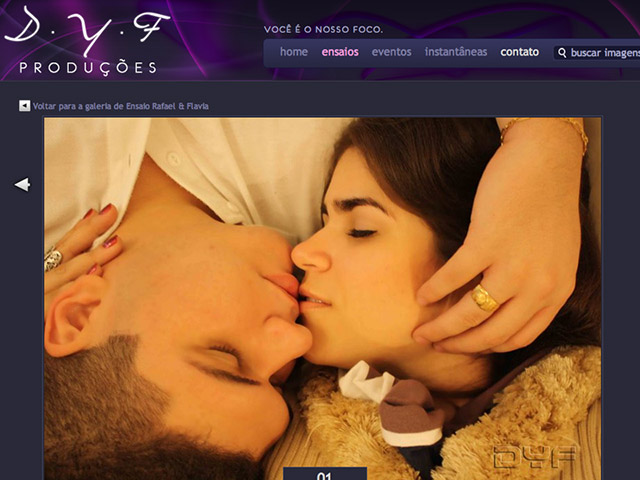 D.Y.F
PRODUÇÕES
VOCÊ É O NOSSO FOCO.
home ensaios eventos instantâneas contato buscar imagens
Voltar para a galeria de Ensaio Rafael & Flavia
DYF
01